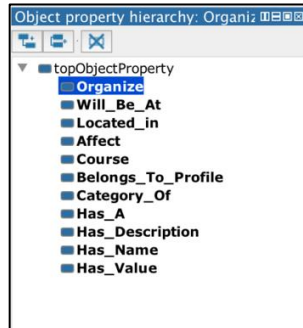 Object property hierarchy: Organiz
topObjectProperty
Organize
Will_Be_At
Located_in
Affect
Course
Belongs_To_Profile
Category_Of
Has_A
Has_Description
Has_Name
Has_Value